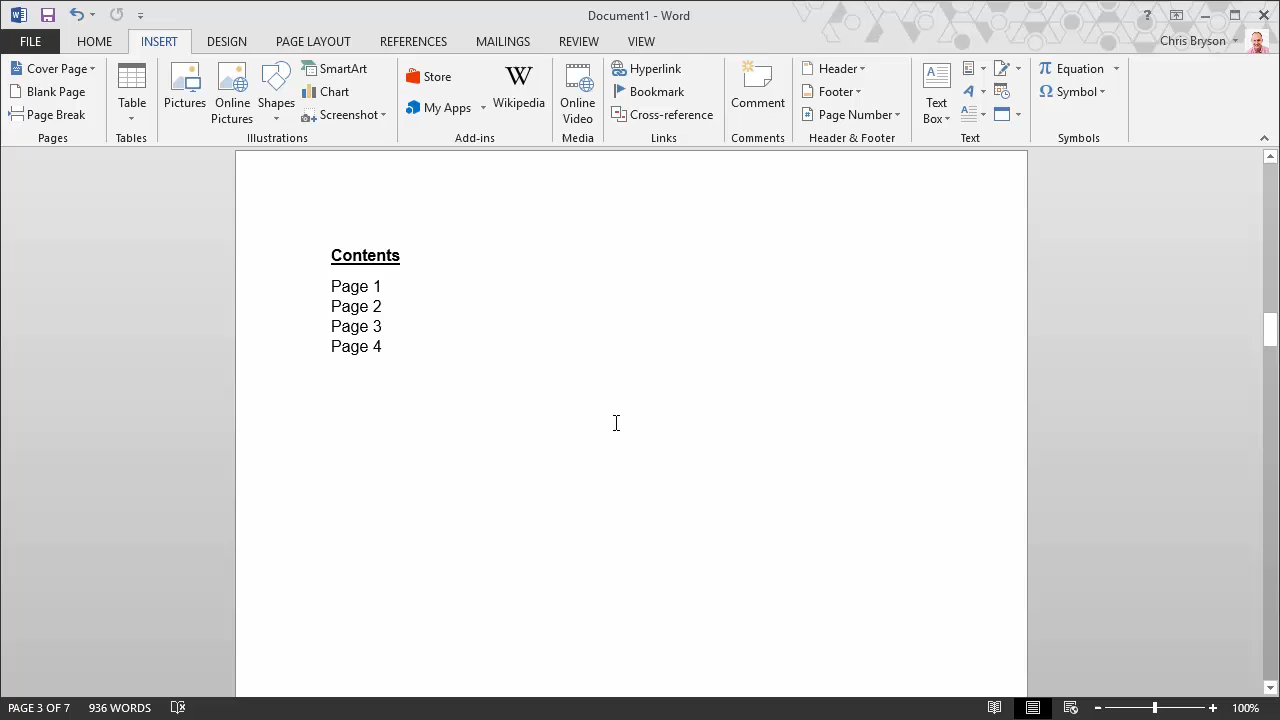 Document1 - Word
?
FILE HOME INSERT DESIGN PAGE LAYOUT REFERENCES MAILINGS REVIEW VIEW Chris Bryson
Cover Page
Blank Page
Page Break
Pages
Table
Tables
Pictures
Online Pictures
Shapes
SmartArt
Chart
Screenshot
Illustrations
Store
My Apps
W
Wikipedia
Add-ins
Online Video
Media
Hyperlink
Bookmark
Cross-reference
Links
Comment
Comments
Header
Footer
Page Number
Header & Footer
Text Box
Text
π Equation
Ω Symbol
Symbols
Contents
Page 1
Page 2
Page 3
Page 4
PAGE 3 OF 7 936 WORDS 100%